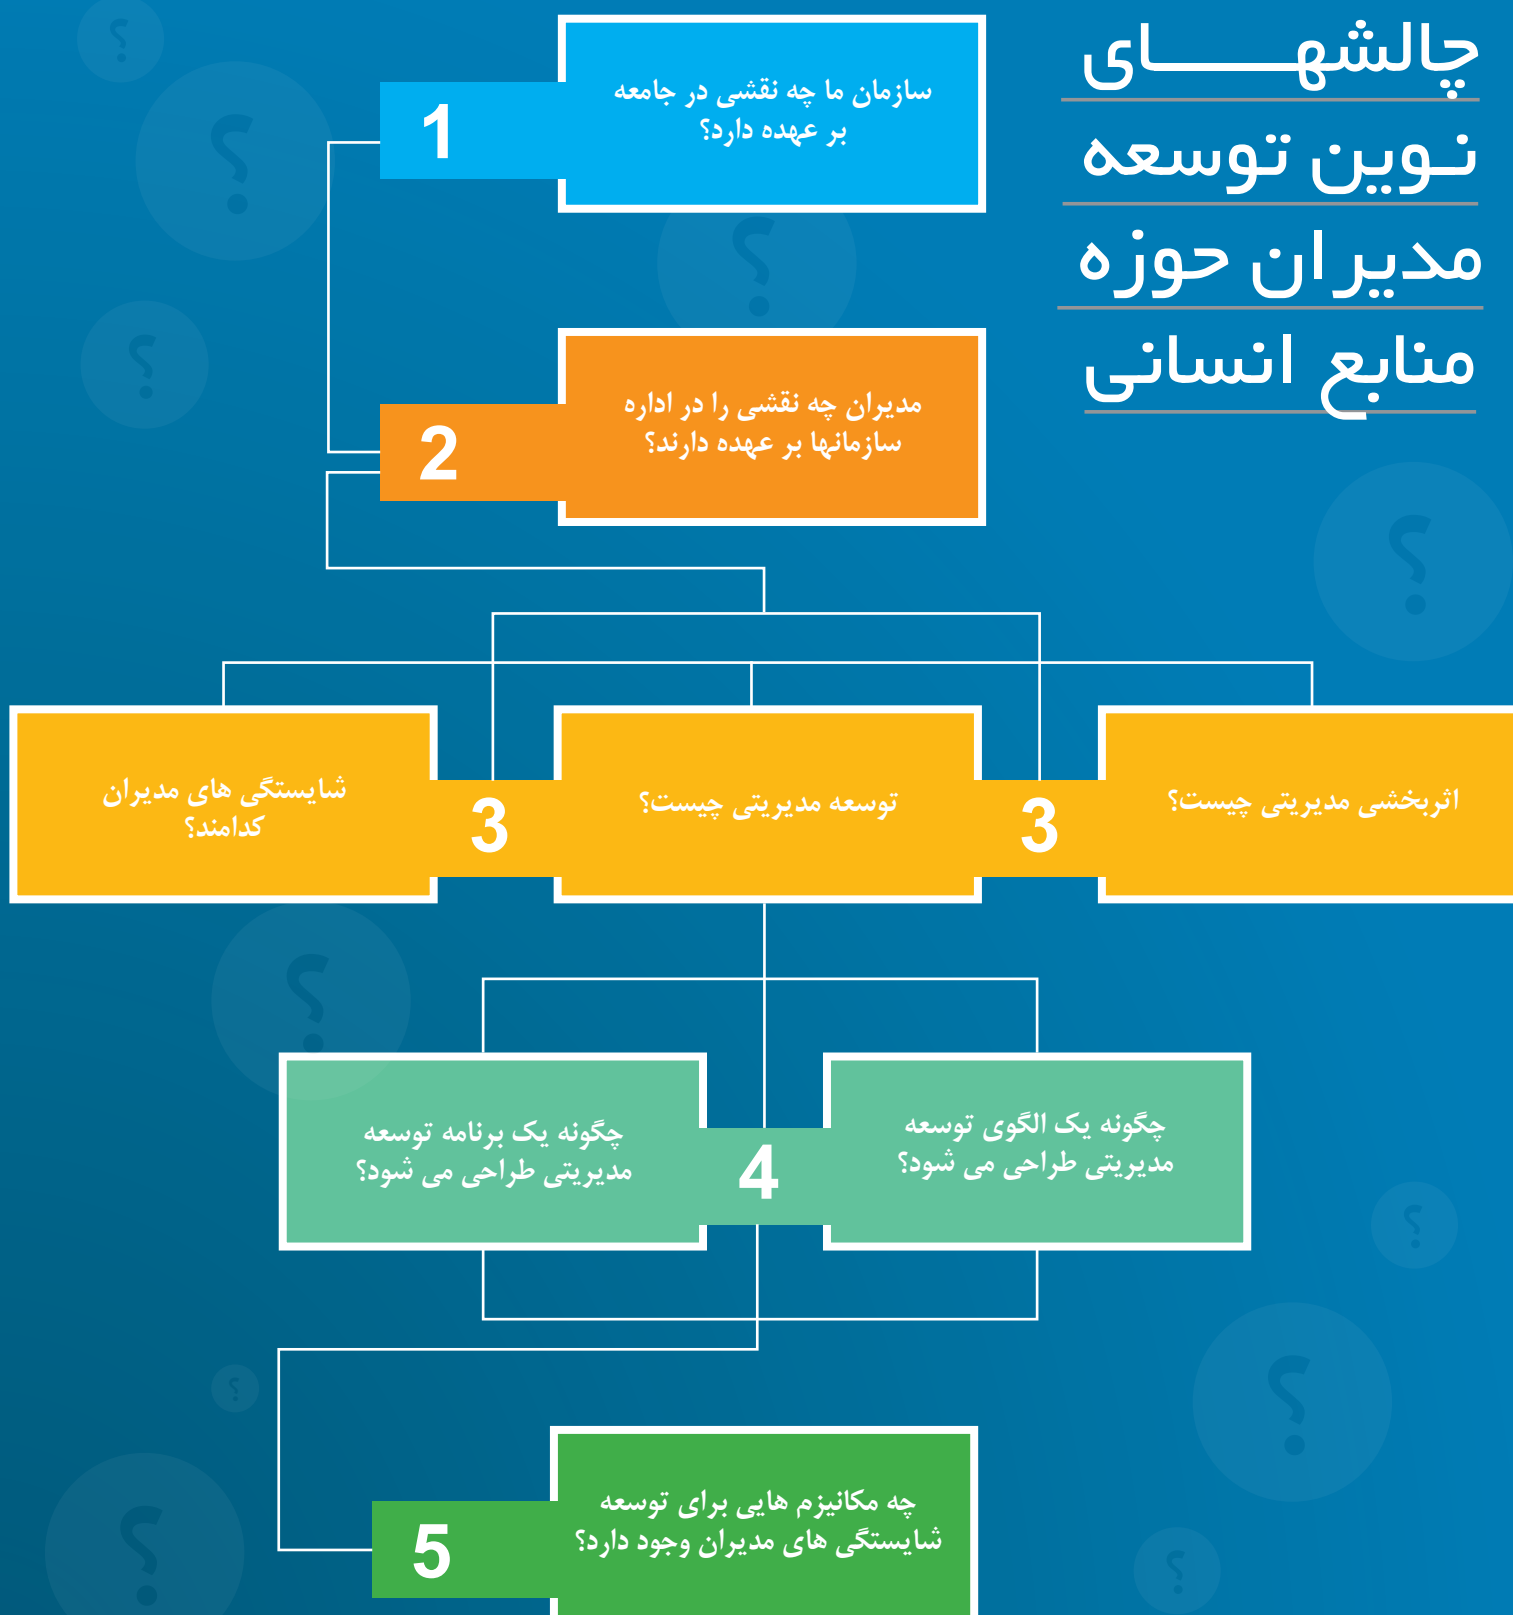 چالشهای
نوین توسعه
مدیران حوزه
منابع انسانی
سازمان ما چه نقشی در جامعه
بر عهده دارد؟
1
مدیران چه نقشی را در اداره
سازمانها بر عهده دارند؟
2
اثربخشی مدیریتی چیست؟
3
توسعه مدیریتی چیست؟
3
شایستگی های مدیران
کدامند؟
چگونه یک الگوی توسعه
مدیریتی طراحی می شود؟
4
چگونه یک برنامه توسعه
مدیریتی طراحی می شود؟
چه مکانیزم هایی برای توسعه
شایستگی های مدیران وجود دارد؟
5
؟
؟
؟
؟
؟
؟
؟
؟
؟
؟
؟